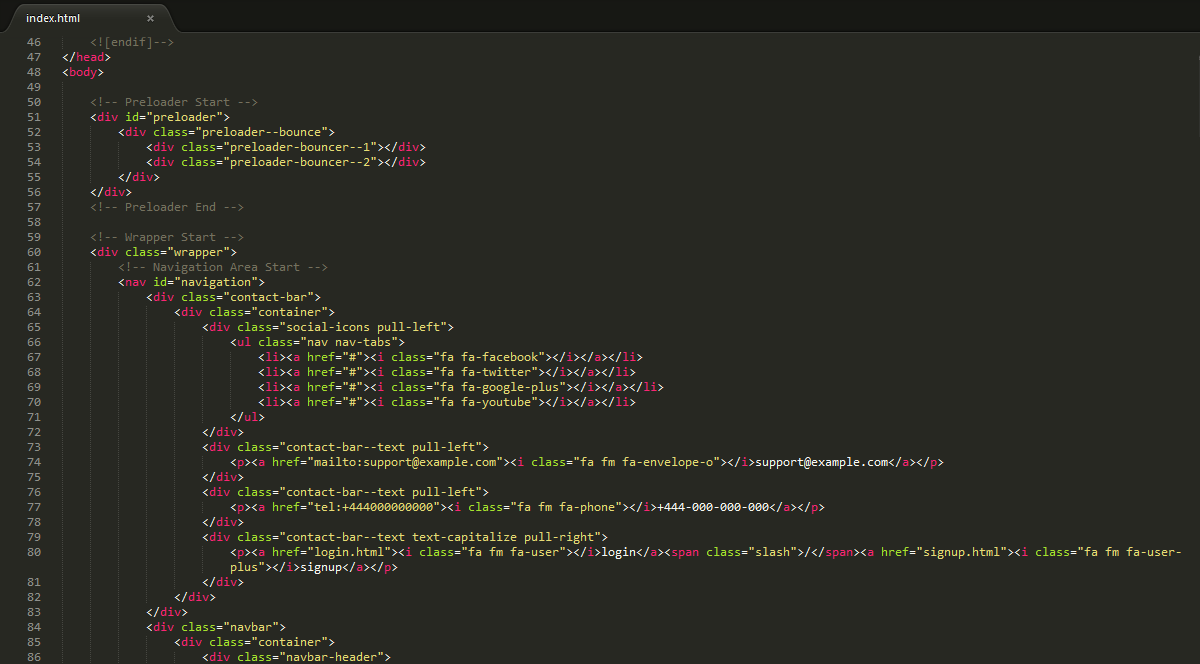 index.html ×
46 <![endif]-->
47 </head>
48 <body>
49
50 <!-- Preloader Start -->
51 <div id="preloader">
52 <div class="preloader--bounce">
53 <div class="preloader-bouncer--1"></div>
54 <div class="preloader-bouncer--2"></div>
55 </div>
56 </div>
57 <!-- Preloader End -->
58
59 <!-- Wrapper Start -->
60 <div class="wrapper">
61 <!-- Navigation Area Start -->
62 <nav id="navigation">
63 <div class="contact-bar">
64 <div class="container">
65 <div class="social-icons pull-left">
66 <ul class="nav nav-tabs">
67 <li><a href="#"><i class="fa fa-facebook"></i></a></li>
68 <li><a href="#"><i class="fa fa-twitter"></i></a></li>
69 <li><a href="#"><i class="fa fa-google-plus"></i></a></li>
70 <li><a href="#"><i class="fa fa-youtube"></i></a></li>
71 </ul>
72 </div>
73 <div class="contact-bar--text pull-left">
74 <p><a href="mailto:support@example.com"><i class="fa fm fa-envelope-o"></i>support@example.com</a></p>
75 </div>
76 <div class="contact-bar--text pull-left">
77 <p><a href="tel:+444000000000"><i class="fa fm fa-phone"></i>+444-000-000-000</a></p>
78 </div>
79 <div class="contact-bar--text text-capitalize pull-right">
80 <p><a href="login.html"><i class="fa fm fa-user"></i>login</a><span class="slash">/</span><a href="signup.html"><i class="fa fm fa-user-
plus"></i>signup</a></p>
81 </div>
82 </div>
83 </div>
84 <div class="navbar">
85 <div class="container">
86 <div class="navbar-header">